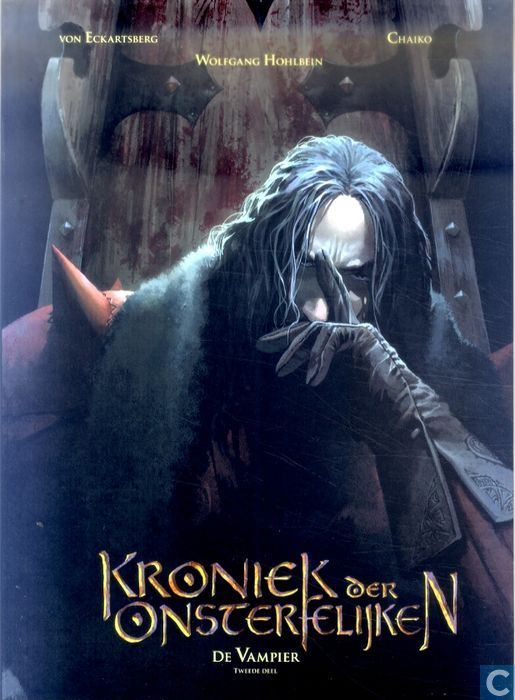 VON ECKARTSBERG
CHAIKO
WOLFGANG HOHLBEIN
KRONIEK DER
ONSTERFELIJKEN
DE VAMPIER
TWEEDE DEEL
C